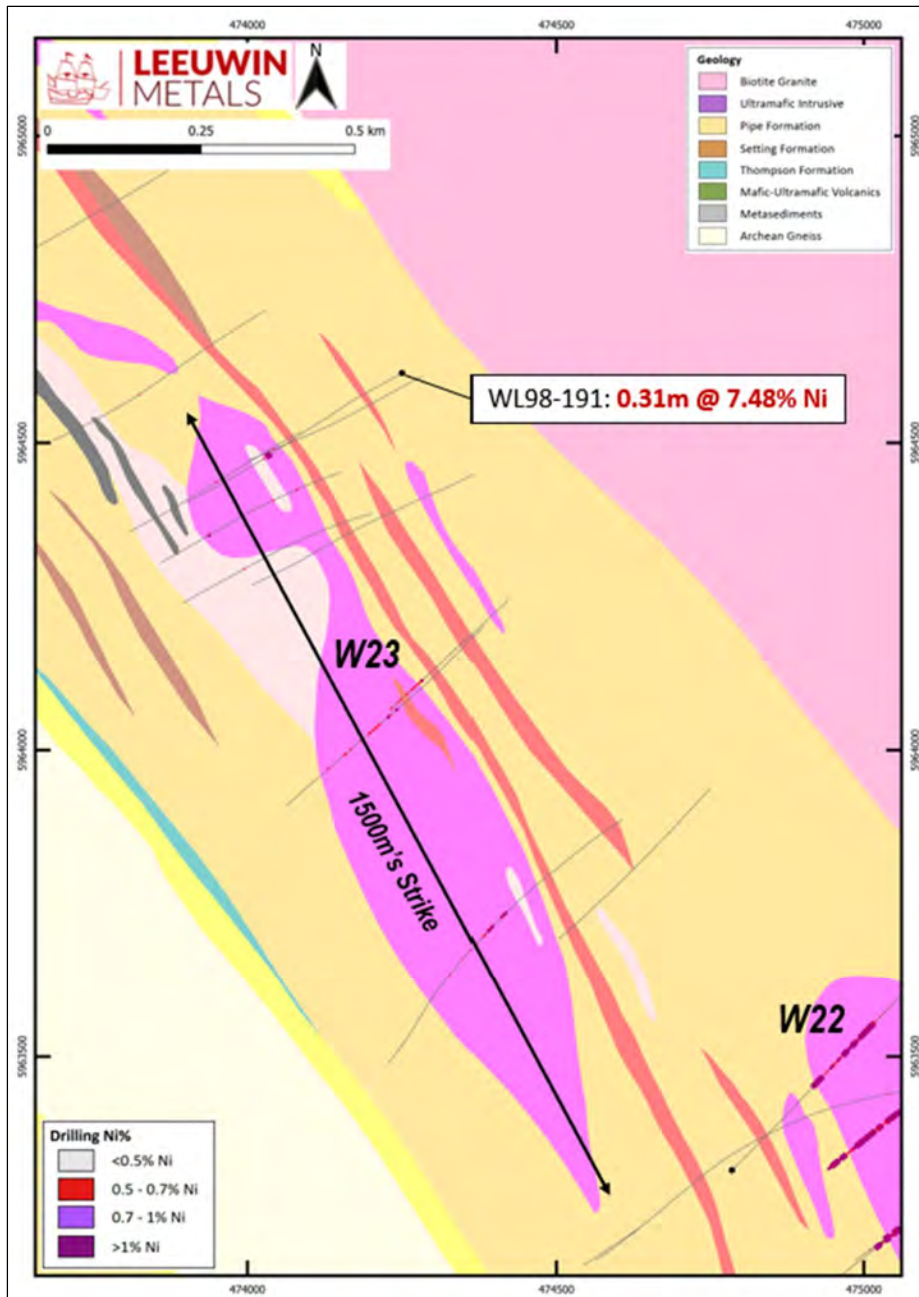 474000 474500 475000
LEEUWIN
METALS
N
0 0.25 0.5 km
Geology
Biotite Granite
Ultramafic Intrusive
Pipe Formation
Setting Formation
Thompson Formation
Mafic-Ultramafic Volcanics
Metasediments
Archean Gneiss
5965000 5965000
WL98-191: 0.31m @ 7.48% Ni
5964500 5964500
W23
5964000 5964000
1500m's Strike
W22
5963500 5963500
Drilling Ni%
<0.5% Ni
0.5 - 0.7% Ni
0.7 - 1% Ni
>1% Ni
474000 474500 475000